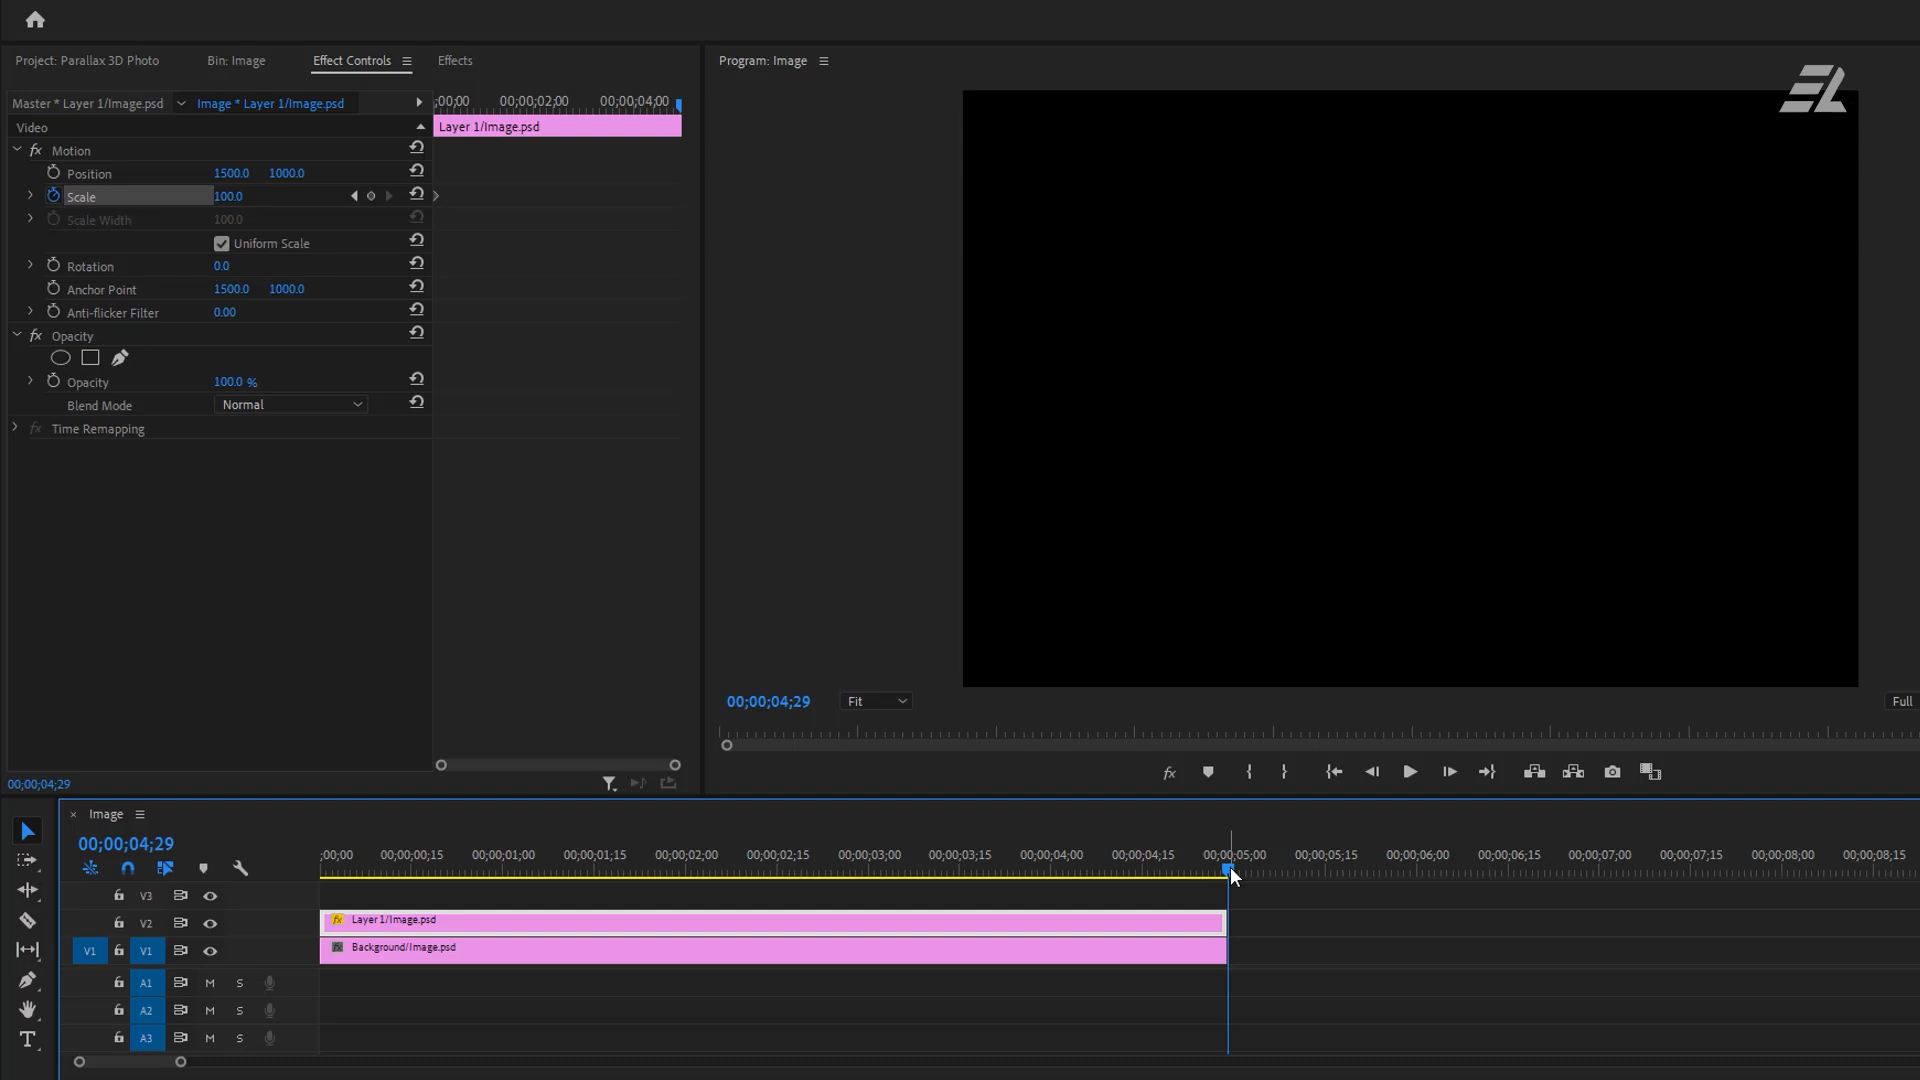 Project: Parallax 3D Photo
Bin: Image
Effect Controls
Effects
Program: Image
Master * Layer 1/Image.psd
Image * Layer 1/Image.psd
;00;00
00;00;02;00
00;00;04;00
Video
Layer 1/Image.psd
fx Motion
Position 1500.0 1000.0
Scale 100.0
Scale Width 100.0
Uniform Scale
Rotation 0.0
Anchor Point 1500.0 1000.0
Anti-flicker Filter 0.00
fx Opacity
Opacity 100.0 %
Blend Mode Normal
fx Time Remapping
EL
00;00;04;29
Fit
Full
fx
00;00;04;29
Image
00;00;04;29
;00;00 00;00;00;15 00;00;01;00 00;00;01;15 00;00;02;00 00;00;02;15 00;00;03;00 00;00;03;15 00;00;04;00 00;00;04;15 00;00;05;00 00;00;05;15 00;00;06;00 00;00;06;15 00;00;07;00 00;00;07;15 00;00;08;00 00;00;08;15
V3
V2
fx Layer 1/Image.psd
V1 V1
fx Background/Image.psd
A1 M S
A2 M S
A3 M S
T